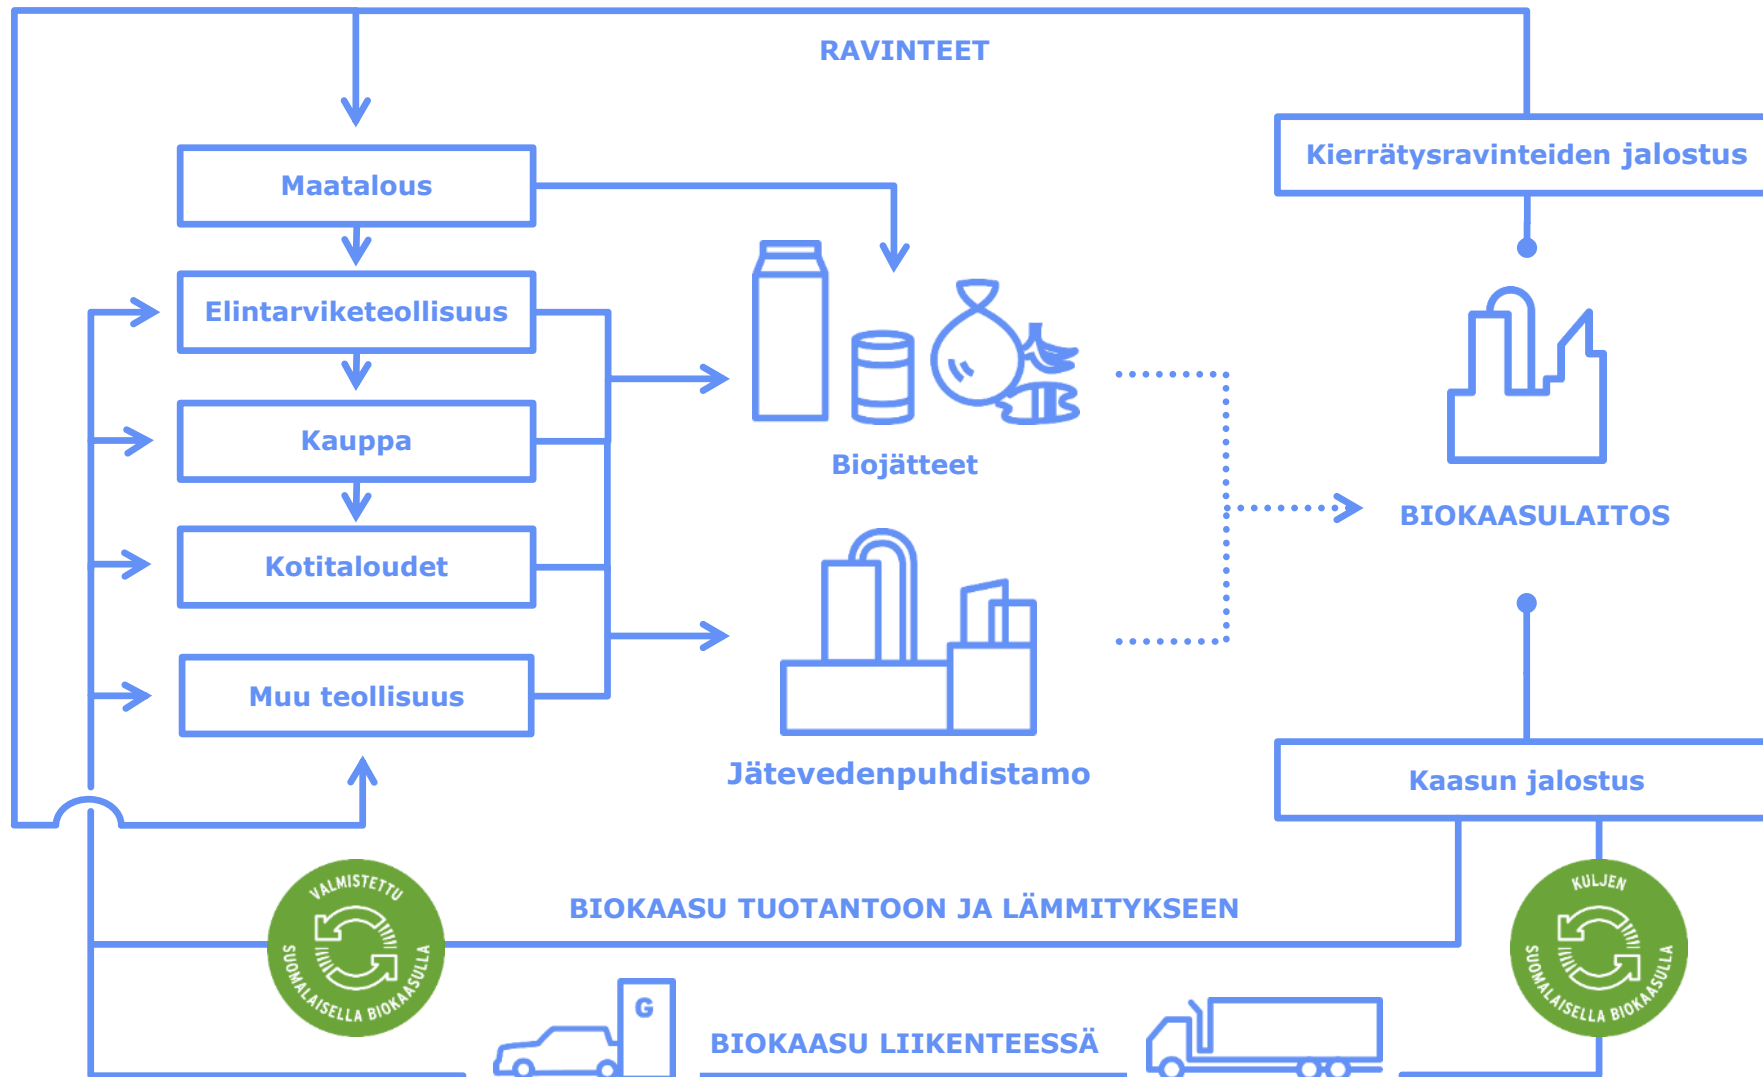 RAVINTEET
Kierrätysravinteiden jalostus
Maatalous
Elintarviketeollisuus
Kauppa
Biojätteet
BIOKAASULAITOS
Kotitaloudet
Muu teollisuus
Jätevedenpuhdistamo
Kaasun jalostus
VALMISTETTU
SUOMALAISELLA BIOKAASULLA
BIOKAASU TUOTANTOON JA LÄMMITYKSEEN
KULJEN
SUOMALAISELLA BIOKAASULLA
G
BIOKAASU LIIKENTEESSÄ